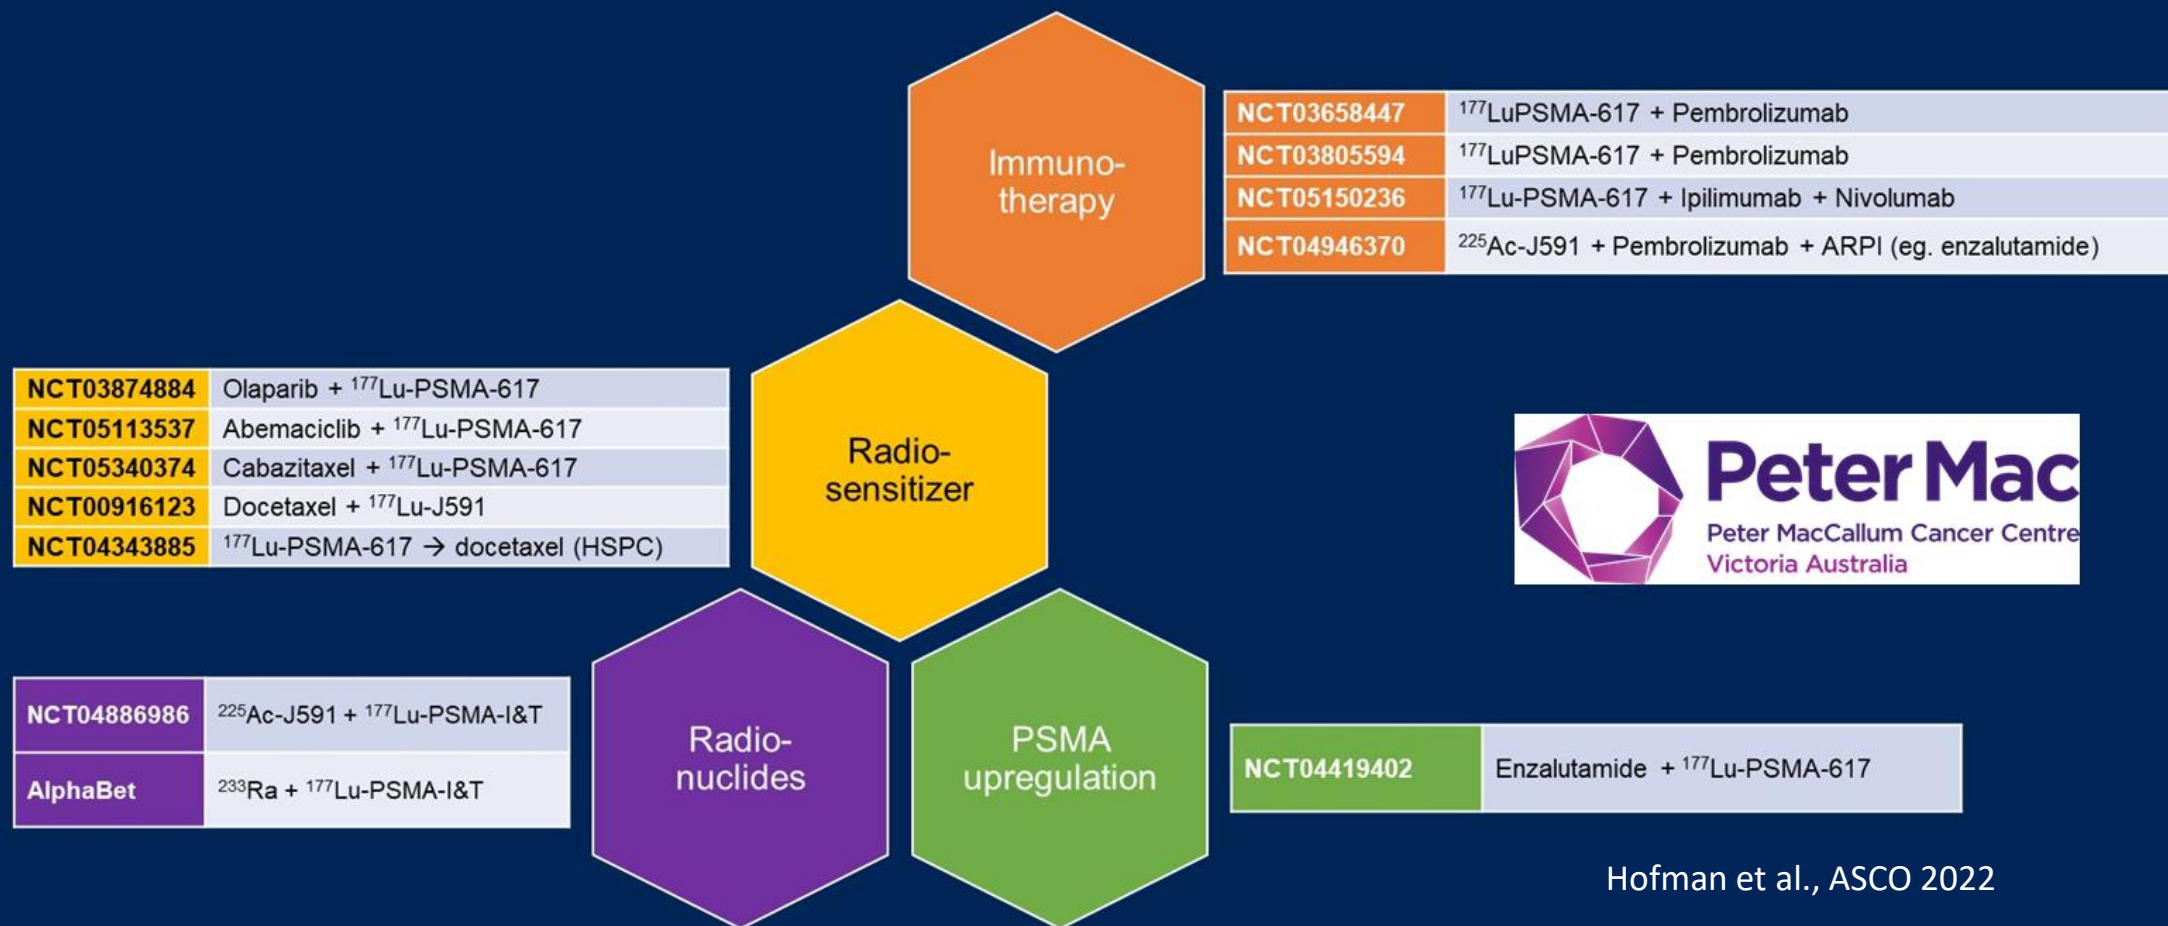 Immuno-
therapy
NCT03658447 ¹⁷⁷LuPSMA-617 + Pembrolizumab
NCT03805594 ¹⁷⁷LuPSMA-617 + Pembrolizumab
NCT05150236 ¹⁷⁷Lu-PSMA-617 + Ipilimumab + Nivolumab
NCT04946370 ²²⁵Ac-J591 + Pembrolizumab + ARPI (eg. enzalutamide)
NCT03874884 Olaparib + ¹⁷⁷Lu-PSMA-617
NCT05113537 Abemaciclib + ¹⁷⁷Lu-PSMA-617
NCT05340374 Cabazitaxel + ¹⁷⁷Lu-PSMA-617
NCT00916123 Docetaxel + ¹⁷⁷Lu-J591
NCT04343885 ¹⁷⁷Lu-PSMA-617 → docetaxel (HSPC)
Radio-
sensitizer
Peter Mac
Peter MacCallum Cancer Centre
Victoria Australia
NCT04886986 ²²⁵Ac-J591 + ¹⁷⁷Lu-PSMA-I&T
AlphaBet ²³³Ra + ¹⁷⁷Lu-PSMA-I&T
Radio-
nuclides
PSMA
upregulation
NCT04419402 Enzalutamide + ¹⁷⁷Lu-PSMA-617
Hofman et al., ASCO 2022